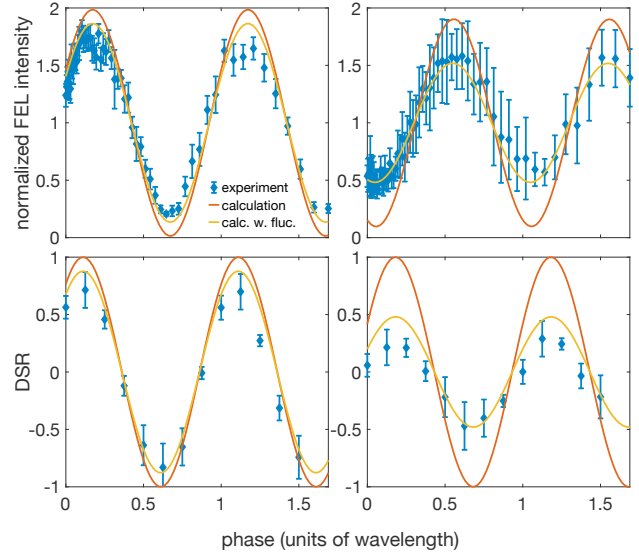 2
1.5
1
0.5
0
normalized FEL intensity
experiment
calculation
calc. w. fluc.
2
1.5
1
0.5
0
1
0.5
0
-0.5
-1
DSR
0 0.5 1 1.5
1
0.5
0
-0.5
-1
0 0.5 1 1.5
phase (units of wavelength)